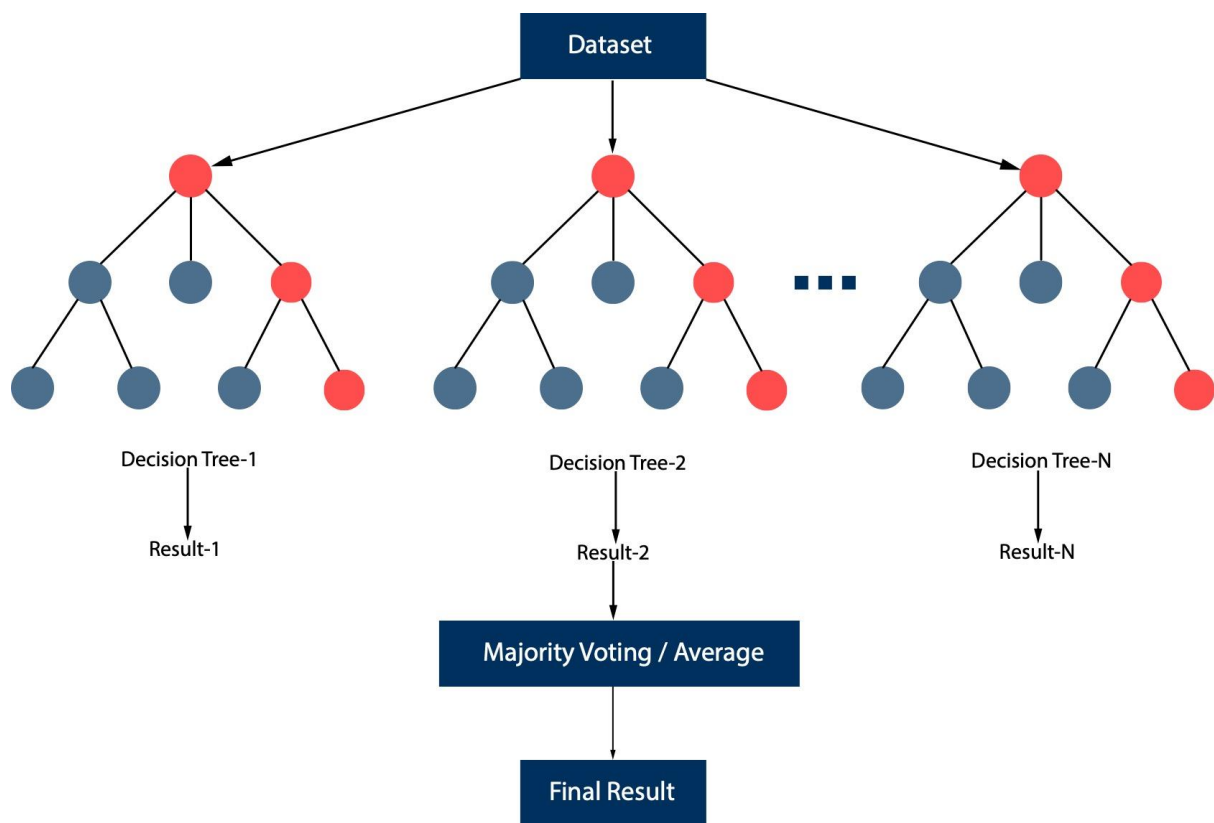 Dataset
Decision Tree-1
Decision Tree-2
Decision Tree-N
Result-1
Result-2
Result-N
Majority Voting / Average
Final Result